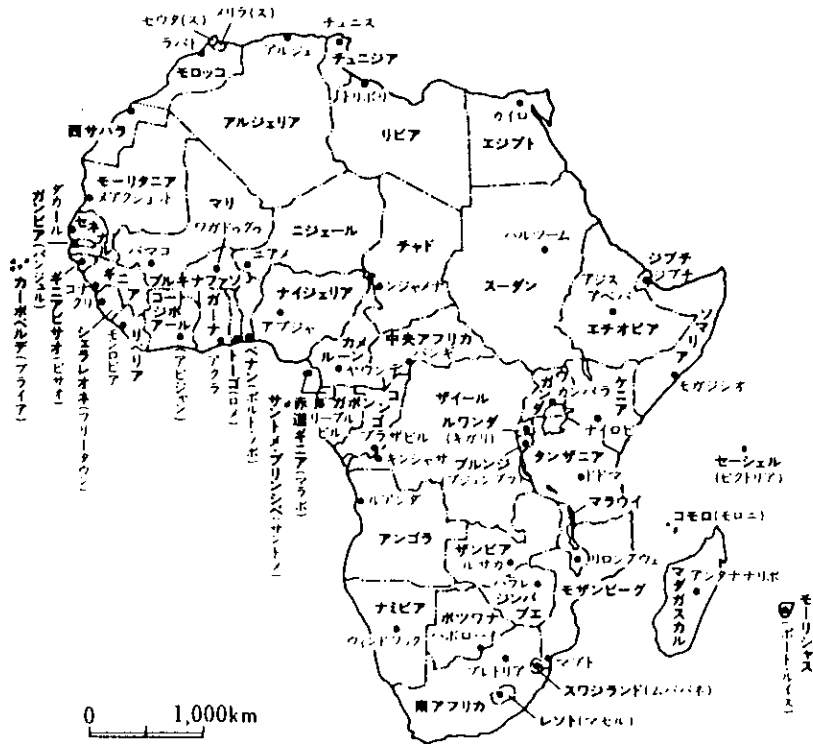 セウタ(ス)
メリラ(ス)
チュニス
ラバト
アルジェ
チュニジア
モロッコ
トリポリ
カイロ
西サハラ
アルジェリア
リビア
エジプト
モーリタニア
マリ
ワガドゥグゥ
ニジェール
チャド
ハルツーム
ジブチ
ジブチ
ダカール
セネガル
バマコ
ニアメ
ンジャメナ
スーダン
アジス
アベバ
エチオピア
ソマリア
ガンビア(バンジュル)
ギニア
ブルキナファソ
ナイジェリア
アブジャ
カーボベルデ(プライア)
ギニアビサオ(ビサイ)
コナクリ
コートジボアール
ガーナ
カメルーン
ヤウンデ
中央アフリカ
バンギ
シェラレオネ(フリータウン)
モンロビア
リベリア
アビジャン
アクラ
トーゴ(ロメ)
ベナン(ポルト・ノボ)
サントメ・プリンシペ(サントメ)
赤道ギニア(マラボ)
ガボン
リーブルビル
コンゴ
ブラザビル
キンシャサ
ザイール
ウガンダ
カンパラ
ケニア
ナイロビ
モガジシオ
ルワンダ
(キガリ)
ブルンジ
ブジュンブラ
タンザニア
ドドマ
セーシェル
(ビクトリア)
ルアンダ
マラウイ
コモロ(モロニ)
アンゴラ
ザンビア
ルサカ
リロングウェ
ハラレ
ジンバブエ
モザンビーグ
マダガスカル
アンタナナリボ
モーリシャス
(ポート・ルイス)
ナミビア
ウィントフック
ボツワナ
ハボローネ
プレトリア
マプト
スワジランド(ムババネ)
南アフリカ
レソト(マセル)
0 1,000km